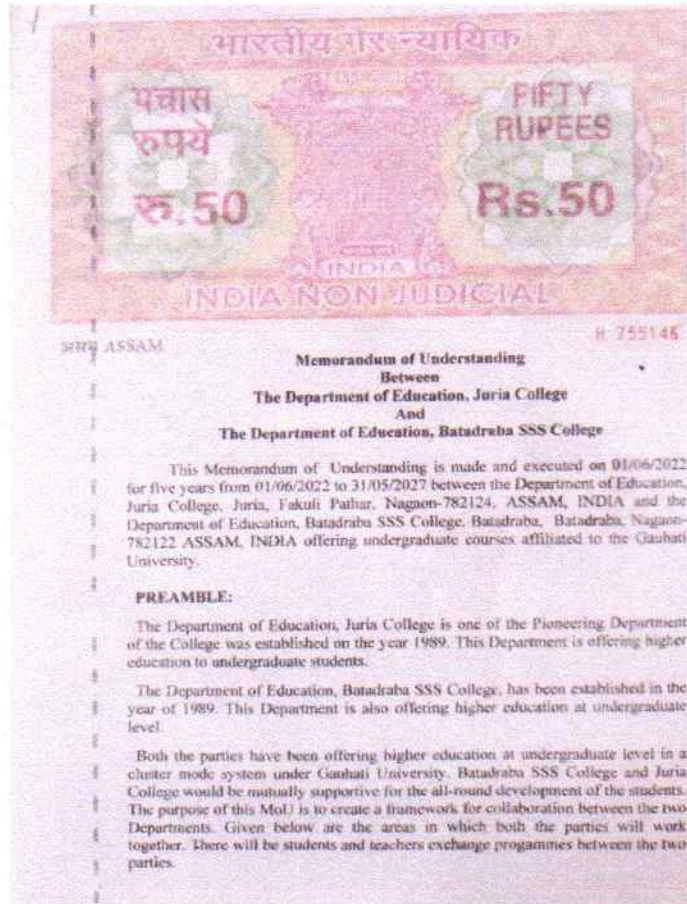 भारतीय गैर न्यायिक
पचास
रुपये
रु.50
FIFTY
RUPEES
Rs.50
INDIA
INDIA NON JUDICIAL
असम ASSAM
H 755146
Memorandum of Understanding
Between
The Department of Education, Juria College
And
The Department of Education, Batadraba SSS College
This Memorandum of Understanding is made and executed on 01/06/2022
for five years from 01/06/2022 to 31/05/2027 between the Department of Education,
Juria College, Juria, Fakuli Pathar, Nagaon-782124, ASSAM, INDIA and the
Department of Education, Batadraba SSS College, Batadraba, Batadraba, Nagaon-
782122 ASSAM, INDIA offering undergraduate courses affiliated to the Gauhati
University.
PREAMBLE:
The Department of Education, Juria College is one of the Pioneering Department
of the College was established on the year 1989. This Department is offering higher
education to undergraduate students.
The Department of Education, Batadraba SSS College, has been established in the
year of 1989. This Department is also offering higher education at undergraduate
level.
Both the parties have been offering higher education at undergraduate level in a
cluster mode system under Gauhati University. Batadraba SSS College and Juria
College would be mutually supportive for the all-round development of the students.
The purpose of this MoU is to create a framework for collaboration between the two
Departments. Given below are the areas in which both the parties will work
together. There will be students and teachers exchange progammes between the two
parties.